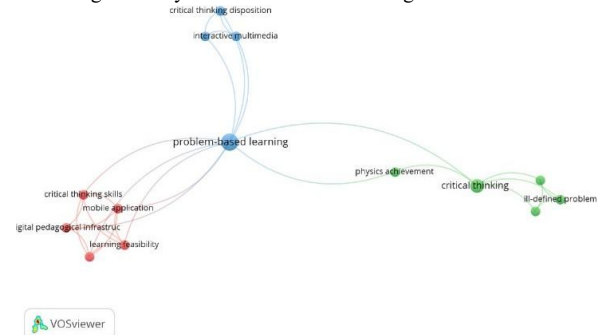 critical thinking disposition
interactive multimedia
problem-based learning
physics achievement
critical thinking
ill-defined problem
critical thinking skills
mobile application
igital pedagogical infrastruc
learning feasibility
VOSviewer